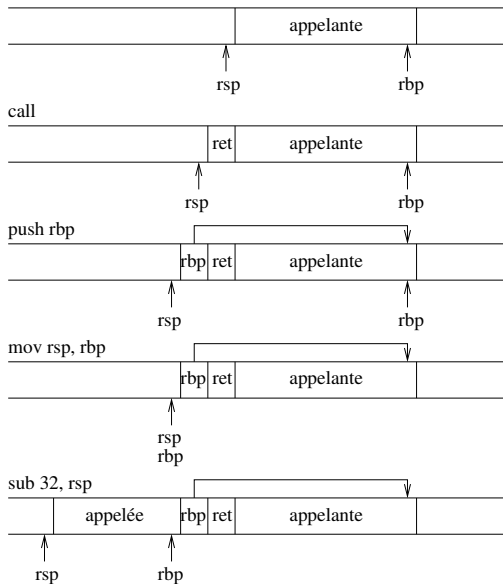 appelante
rsp rbp
call
ret appelante
rsp rbp
push rbp
rbp ret appelante
rsp rbp
mov rsp, rbp
rbp ret appelante
rsp
rbp
sub 32, rsp
appelée rbp ret appelante
rsp rbp